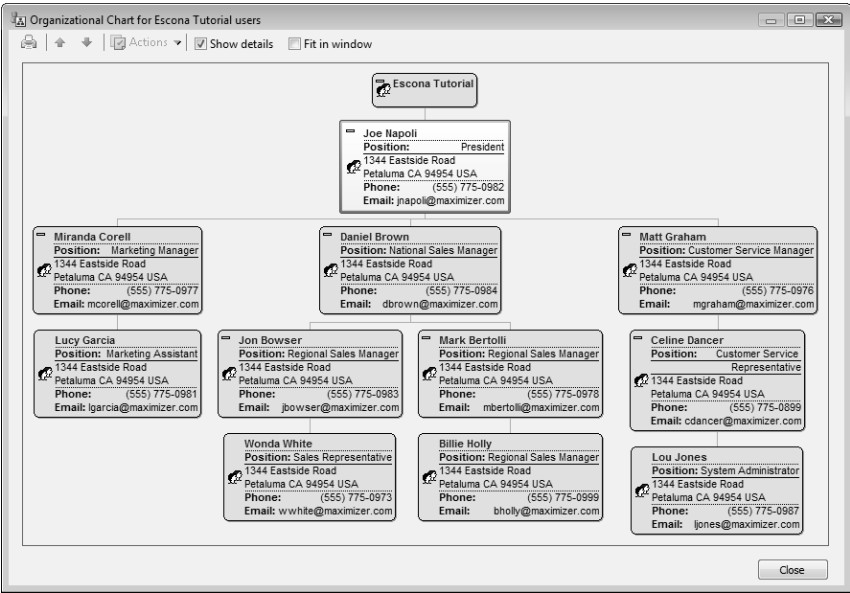 Organizational Chart for Escona Tutorial users
Actions Show details Fit in window
Escona Tutorial
Joe Napoli
Position: President
1344 Eastside Road
Petaluma CA 94954 USA
Phone: (555) 775-0982
Email: jnapoli@maximizer.com
Miranda Corell
Position: Marketing Manager
1344 Eastside Road
Petaluma CA 94954 USA
Phone: (555) 775-0977
Email: mcorell@maximizer.com
Daniel Brown
Position: National Sales Manager
1344 Eastside Road
Petaluma CA 94954 USA
Phone: (555) 775-0984
Email: dbrown@maximizer.com
Matt Graham
Position: Customer Service Manager
1344 Eastside Road
Petaluma CA 94954 USA
Phone: (555) 775-0976
Email: mgraham@maximizer.com
Lucy Garcia
Position: Marketing Assistant
1344 Eastside Road
Petaluma CA 94954 USA
Phone: (555) 775-0981
Email: lgarcia@maximizer.com
Jon Bowser
Position: Regional Sales Manager
1344 Eastside Road
Petaluma CA 94954 USA
Phone: (555) 775-0983
Email: jbowser@maximizer.com
Mark Bertolli
Position: Regional Sales Manager
1344 Eastside Road
Petaluma CA 94954 USA
Phone: (555) 775-0978
Email: mbertolli@maximizer.com
Celine Dancer
Position: Customer Service
Representative
1344 Eastside Road
Petaluma CA 94954 USA
Phone: (555) 775-0899
Email: cdancer@maximizer.com
Wonda White
Position: Sales Representative
1344 Eastside Road
Petaluma CA 94954 USA
Phone: (555) 775-0973
Email: wwhite@maximizer.com
Billie Holly
Position: Regional Sales Manager
1344 Eastside Road
Petaluma CA 94954 USA
Phone: (555) 775-0999
Email: bholly@maximizer.com
Lou Jones
Position: System Administrator
1344 Eastside Road
Petaluma CA 94954 USA
Phone: (555) 775-0987
Email: ljones@maximizer.com
Close